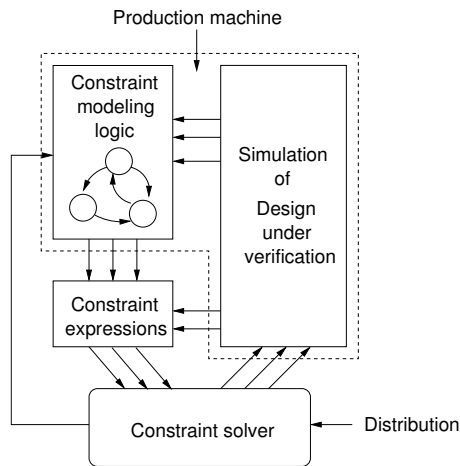 Production machine
Constraint
modeling
logic
Simulation
of
Design
under
verification
Constraint
expressions
Constraint solver
Distribution